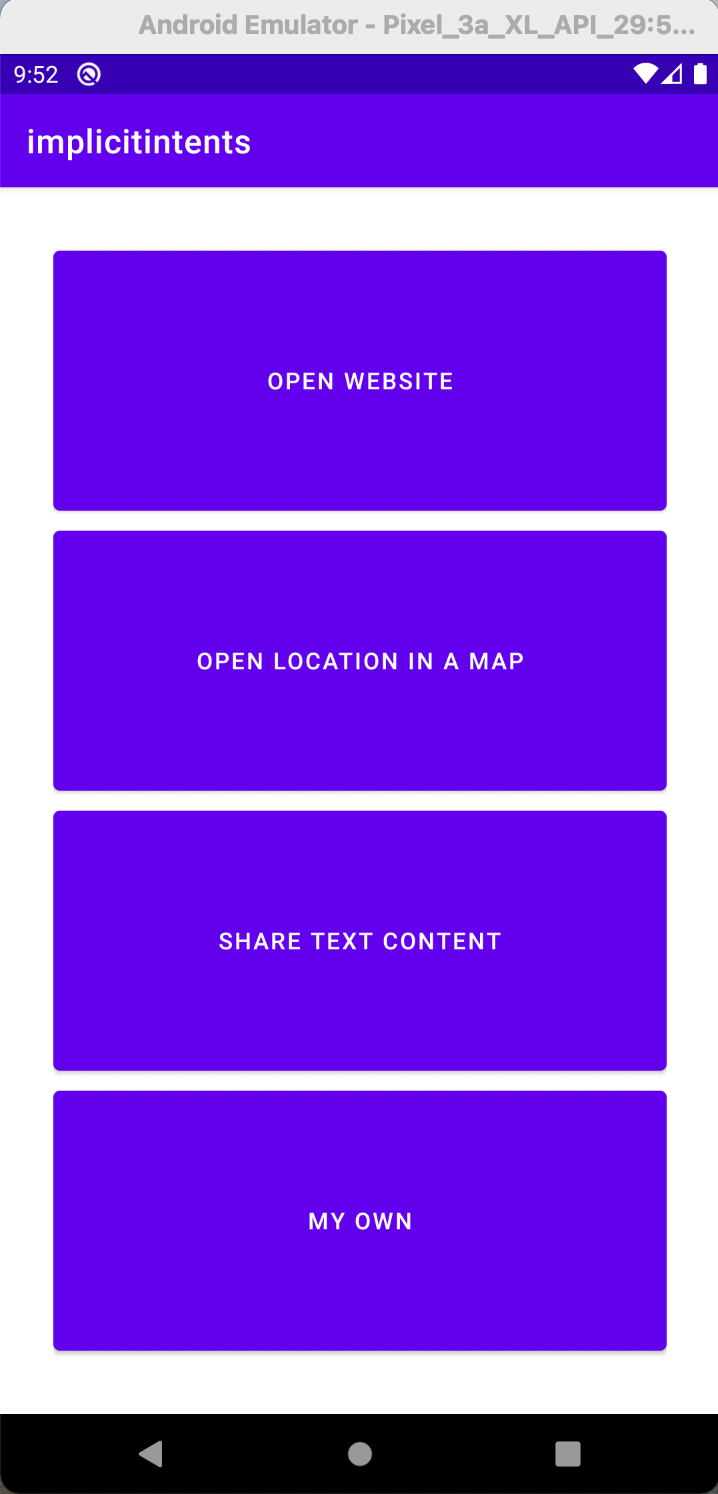 Android Emulator - Pixel_3a_XL_API_29:5...
9:52
implicitintents
OPEN WEBSITE
OPEN LOCATION IN A MAP
SHARE TEXT CONTENT
MY OWN